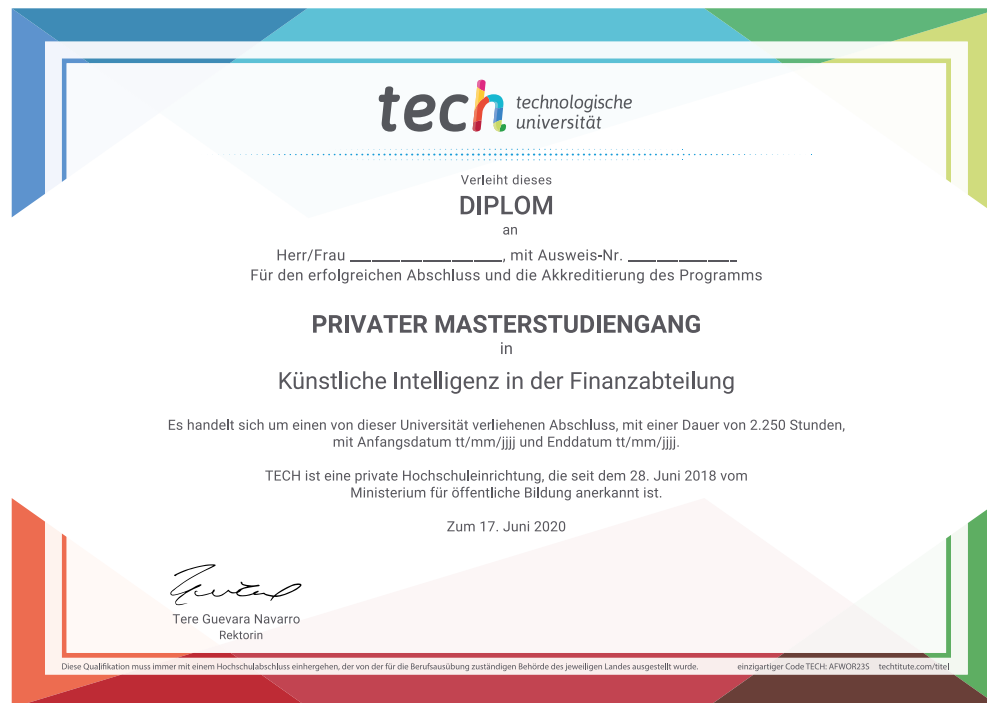 tech technologische
universität
Verleiht dieses
DIPLOM
an
Herr/Frau ____________________, mit Ausweis-Nr. ______________
Für den erfolgreichen Abschluss und die Akkreditierung des Programms
PRIVATER MASTERSTUDIENGANG
in
Künstliche Intelligenz in der Finanzabteilung
Es handelt sich um einen von dieser Universität verliehenen Abschluss, mit einer Dauer von 2.250 Stunden,
mit Anfangsdatum tt/mm/jjjj und Enddatum tt/mm/jjjj.
TECH ist eine private Hochschuleinrichtung, die seit dem 28. Juni 2018 vom
Ministerium für öffentliche Bildung anerkannt ist.
Zum 17. Juni 2020
Tere Guevara Navarro
Rektorin
Diese Qualifikation muss immer mit einem Hochschulabschluss einhergehen, der von der für die Berufsausübung zuständigen Behörde des jeweiligen Landes ausgestellt wurde. einzigartiger Code TECH: AFWOR23S techtitute.com/titel